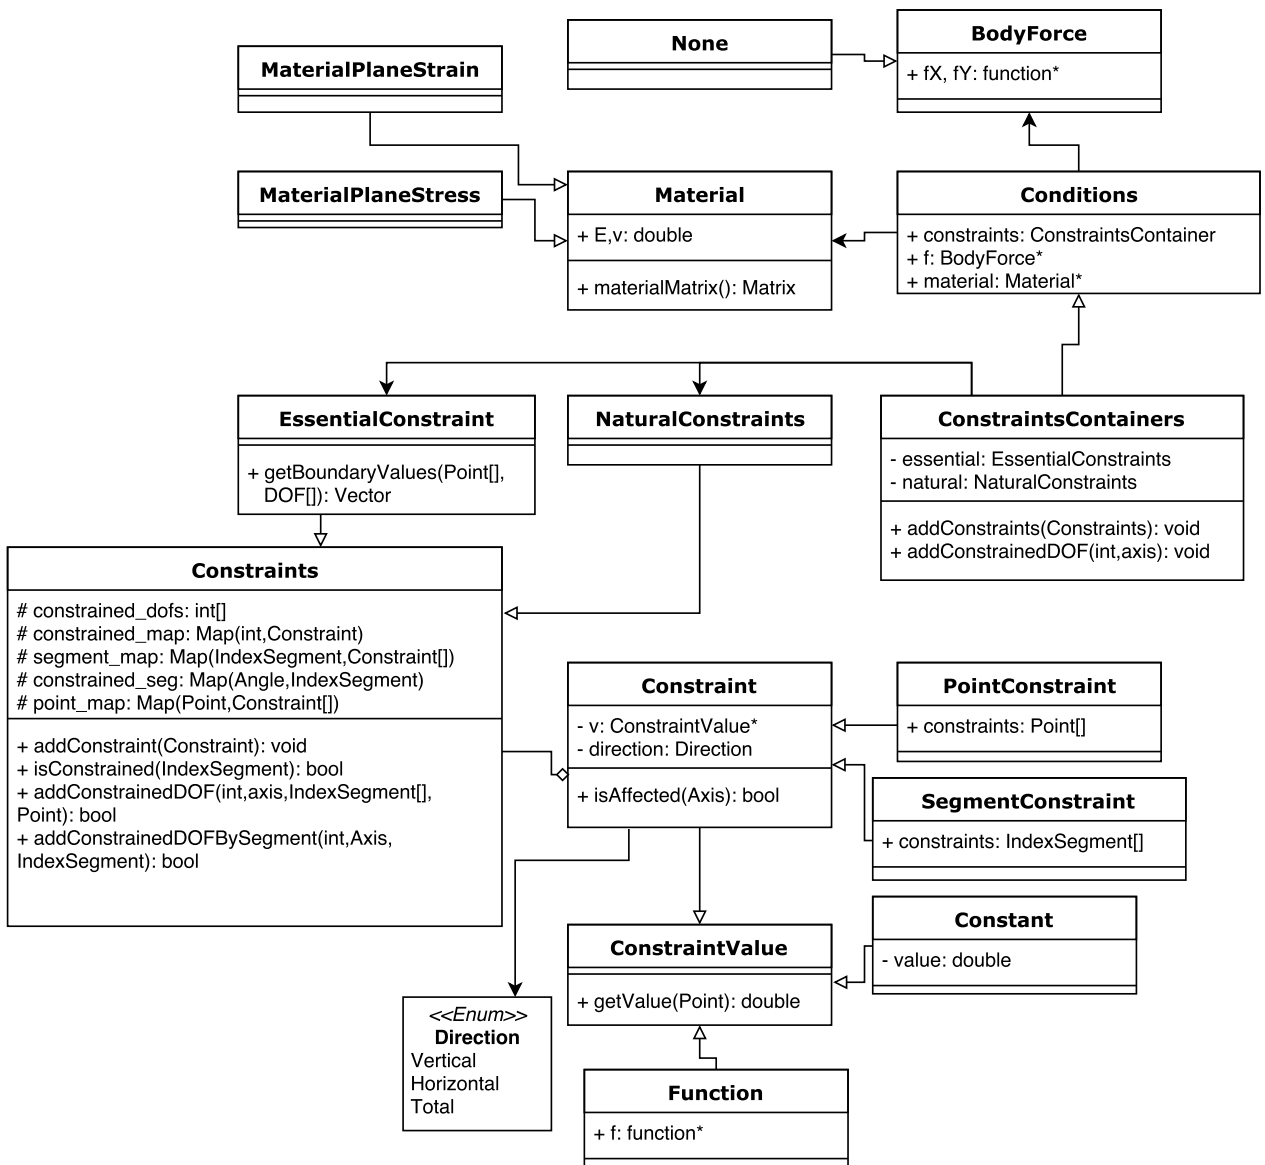 None
BodyForce
+ fX, fY: function*
MaterialPlaneStrain
MaterialPlaneStress
Material
+ E,v: double
+ materialMatrix(): Matrix
Conditions
+ constraints: ConstraintsContainer
+ f: BodyForce*
+ material: Material*
EssentialConstraint
+ getBoundaryValues(Point[],
DOF[]): Vector
NaturalConstraints
ConstraintsContainers
- essential: EssentialConstraints
- natural: NaturalConstraints
+ addConstraints(Constraints): void
+ addConstrainedDOF(int,axis): void
Constraints
# constrained_dofs: int[]
# constrained_map: Map(int,Constraint)
# segment_map: Map(IndexSegment,Constraint[])
# constrained_seg: Map(Angle,IndexSegment)
# point_map: Map(Point,Constraint[])
+ addConstraint(Constraint): void
+ isConstrained(IndexSegment): bool
+ addConstrainedDOF(int,axis,IndexSegment[],
Point): bool
+ addConstrainedDOFBySegment(int,Axis,
IndexSegment): bool
Constraint
- v: ConstraintValue*
- direction: Direction
+ isAffected(Axis): bool
PointConstraint
+ constraints: Point[]
SegmentConstraint
+ constraints: IndexSegment[]
Constant
- value: double
ConstraintValue
+ getValue(Point): double
<<Enum>>
Direction
Vertical
Horizontal
Total
Function
+ f: function*